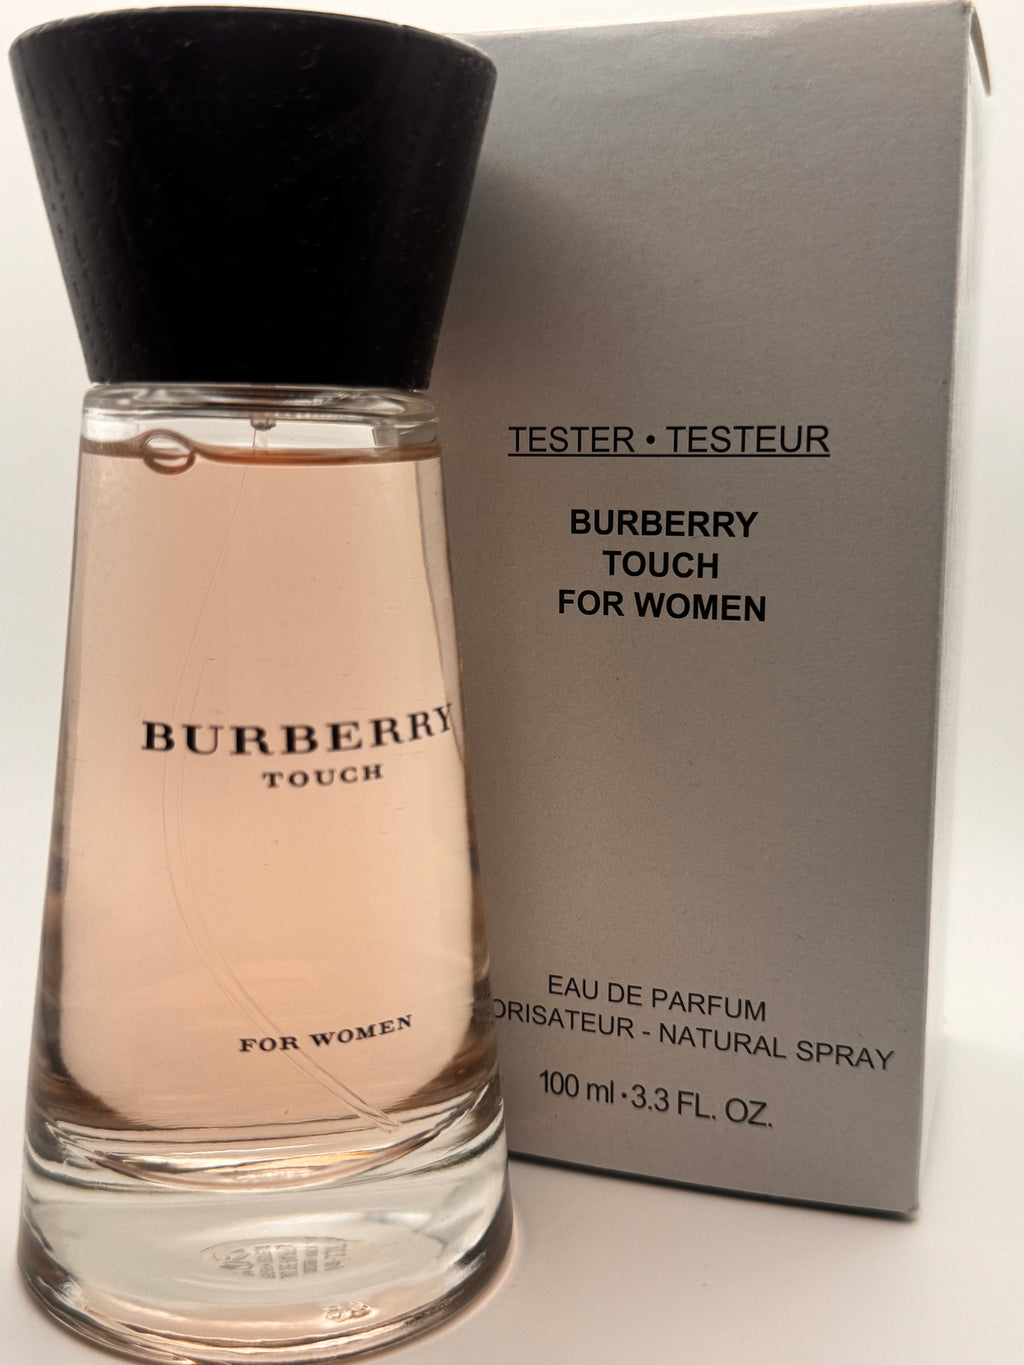 BURBERRY
TOUCH
FOR WOMEN
TESTER • TESTEUR
BURBERRY
TOUCH
FOR WOMEN
EAU DE PARFUM
NATURAL SPRAY
100 ml • 3.3 FL. OZ.